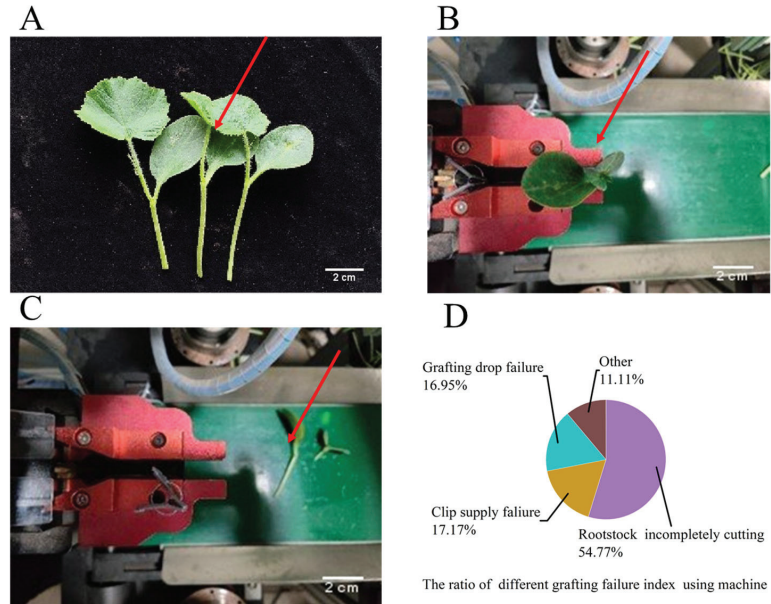 A
2 cm
B
2 cm
C
2 cm
D
Grafting drop failure
16.95%
Other
11.11%
Clip supply faliure
17.17%
Rootstock incompletely cutting
54.77%
The ratio of different grafting failure index using machine